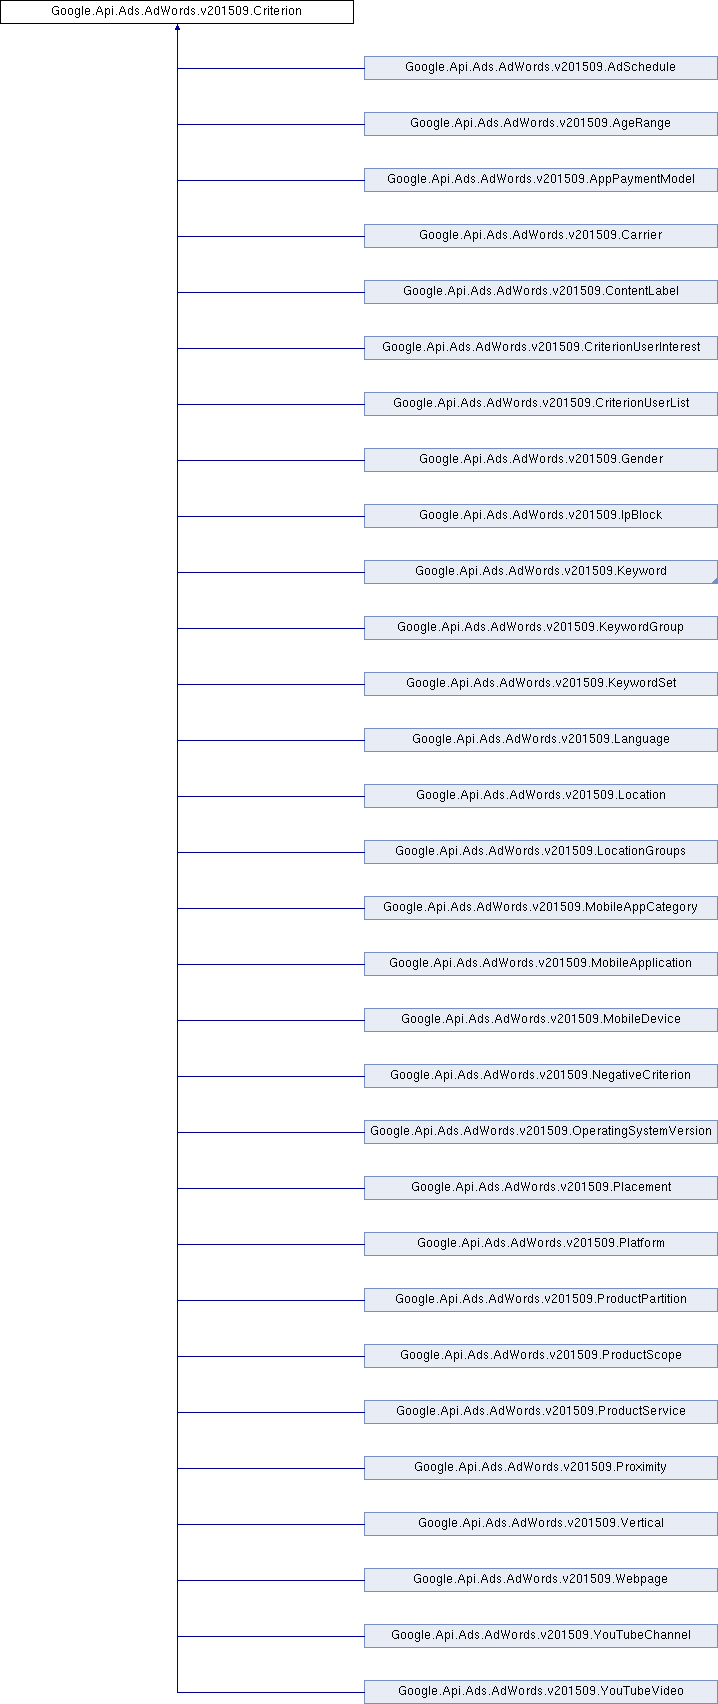 Google.Api.Ads.AdWords.v201509.Criterion
Google.Api.Ads.AdWords.v201509.AdSchedule
Google.Api.Ads.AdWords.v201509.AgeRange
Google.Api.Ads.AdWords.v201509.AppPaymentModel
Google.Api.Ads.AdWords.v201509.Carrier
Google.Api.Ads.AdWords.v201509.ContentLabel
Google.Api.Ads.AdWords.v201509.CriterionUserInterest
Google.Api.Ads.AdWords.v201509.CriterionUserList
Google.Api.Ads.AdWords.v201509.Gender
Google.Api.Ads.AdWords.v201509.IpBlock
Google.Api.Ads.AdWords.v201509.Keyword
Google.Api.Ads.AdWords.v201509.KeywordGroup
Google.Api.Ads.AdWords.v201509.KeywordSet
Google.Api.Ads.AdWords.v201509.Language
Google.Api.Ads.AdWords.v201509.Location
Google.Api.Ads.AdWords.v201509.LocationGroups
Google.Api.Ads.AdWords.v201509.MobileAppCategory
Google.Api.Ads.AdWords.v201509.MobileApplication
Google.Api.Ads.AdWords.v201509.MobileDevice
Google.Api.Ads.AdWords.v201509.NegativeCriterion
Google.Api.Ads.AdWords.v201509.OperatingSystemVersion
Google.Api.Ads.AdWords.v201509.Placement
Google.Api.Ads.AdWords.v201509.Platform
Google.Api.Ads.AdWords.v201509.ProductPartition
Google.Api.Ads.AdWords.v201509.ProductScope
Google.Api.Ads.AdWords.v201509.ProductService
Google.Api.Ads.AdWords.v201509.Proximity
Google.Api.Ads.AdWords.v201509.Vertical
Google.Api.Ads.AdWords.v201509.Webpage
Google.Api.Ads.AdWords.v201509.YouTubeChannel
Google.Api.Ads.AdWords.v201509.YouTubeVideo